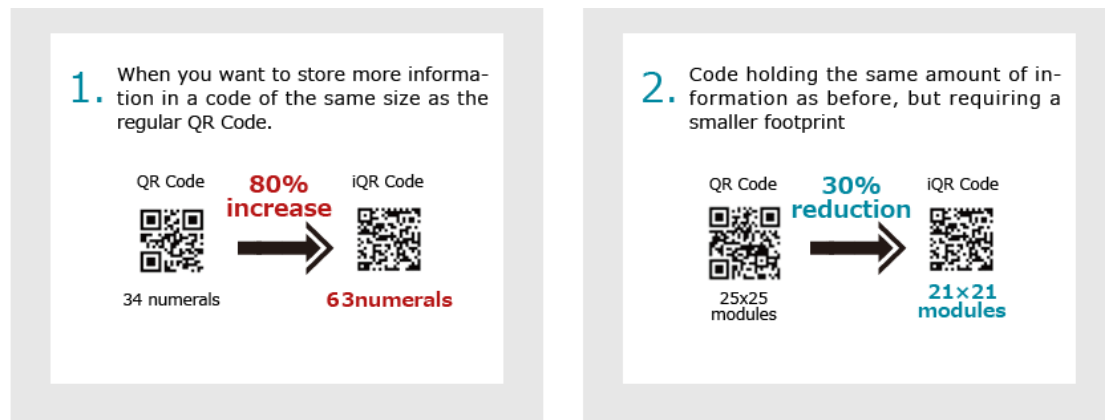 1. When you want to store more informa-
tion in a code of the same size as the
regular QR Code.
QR Code
80%
increase
iQR Code
34 numerals
63numerals
2. Code holding the same amount of in-
formation as before, but requiring a
smaller footprint
QR Code
30%
reduction
iQR Code
25x25
modules
21×21
modules